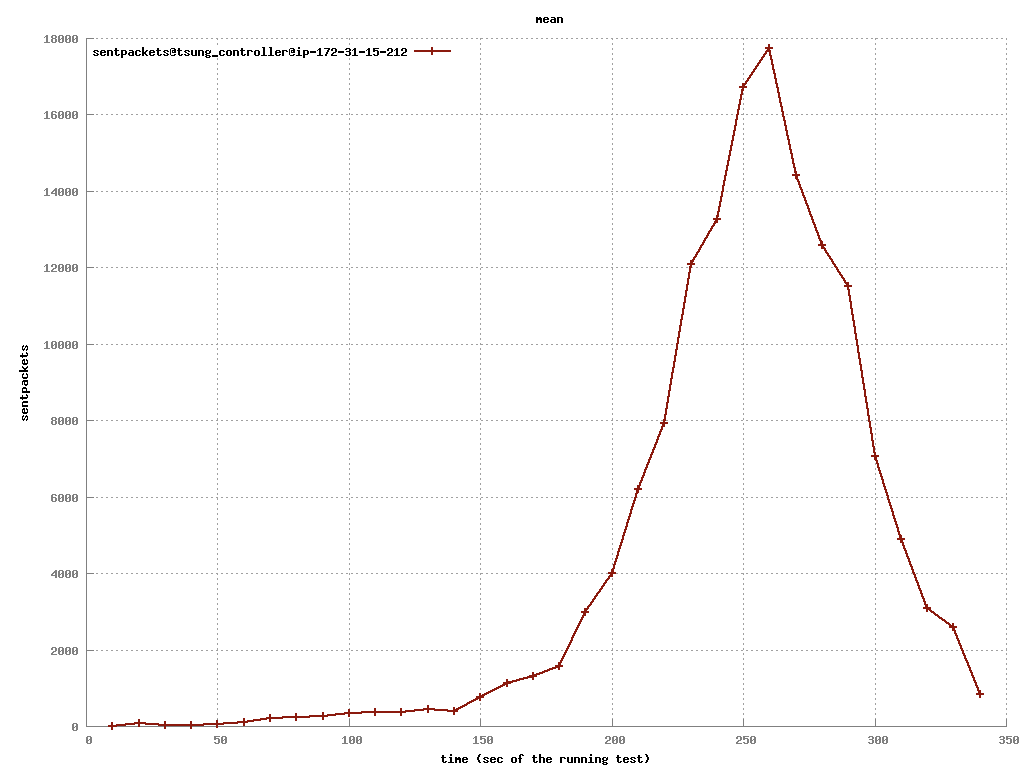 mean
sentpackets@tsung_controller@ip-172-31-15-212
18000
16000
14000
12000
10000
8000
6000
4000
2000
0
sentpackets
0 50 100 150 200 250 300 350
time (sec of the running test)